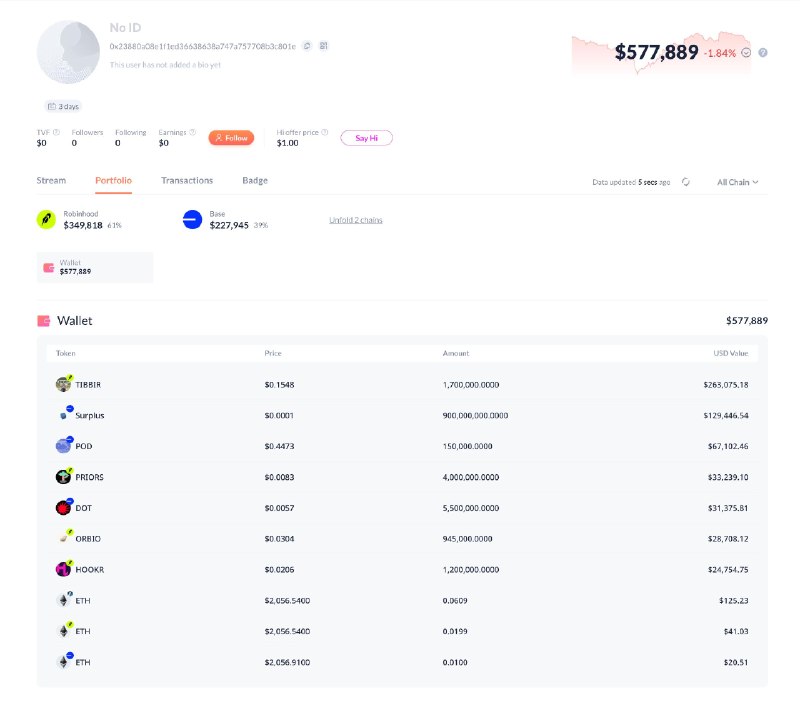 No ID
0x23880a08e1f1ed36638638a747a757708b3c801e
This user has not added a bio yet
$577,889 -1.84%
3 days
TVF Followers Following Earnings Hi offer price
$0 0 0 $0 Follow $1.00 Say Hi
Stream Portfolio Transactions Badge Data updated 5 secs ago All Chain
Robinhood Base
$349,818 61% $227,945 39% Unfold 2 chains
Wallet
$577,889
Wallet $577,889
Token Price Amount USD Value
TIBBIR $0.1548 1,700,000.0000 $263,075.18
Surplus $0.0001 900,000,000.0000 $129,446.54
POD $0.4473 150,000.0000 $67,102.46
PRIORS $0.0083 4,000,000.0000 $33,239.10
DOT $0.0057 5,500,000.0000 $31,375.81
ORBIO $0.0304 945,000.0000 $28,708.12
HOOKR $0.0206 1,200,000.0000 $24,754.75
ETH $2,056.5400 0.0609 $125.23
ETH $2,056.5400 0.0199 $41.03
ETH $2,056.9100 0.0100 $20.51